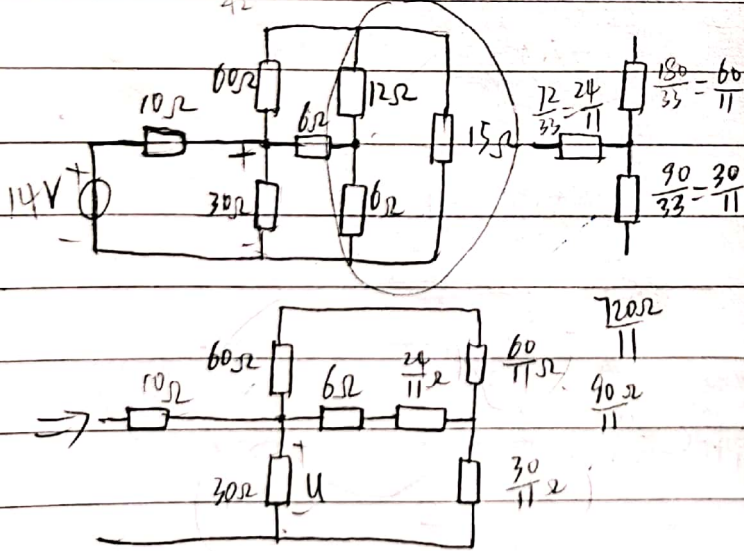 42
60Ω 12Ω
10Ω 6Ω 15Ω
14V + - + -
30Ω 6Ω
72/33 = 24/11
180/33 = 60/11
90/33 = 30/11
720Ω/11
90Ω/11
60Ω 24/11 Ω 60/11 Ω
⇒ 10Ω 6Ω
30Ω + U - 30/11 Ω